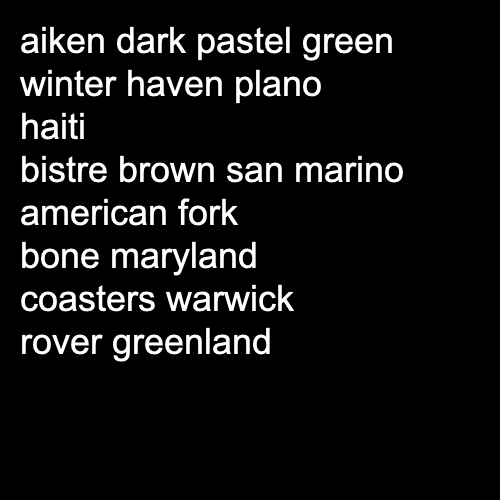 aiken dark pastel green
winter haven plano
haiti
bistre brown san marino
american fork
bone maryland
coasters warwick
rover greenland